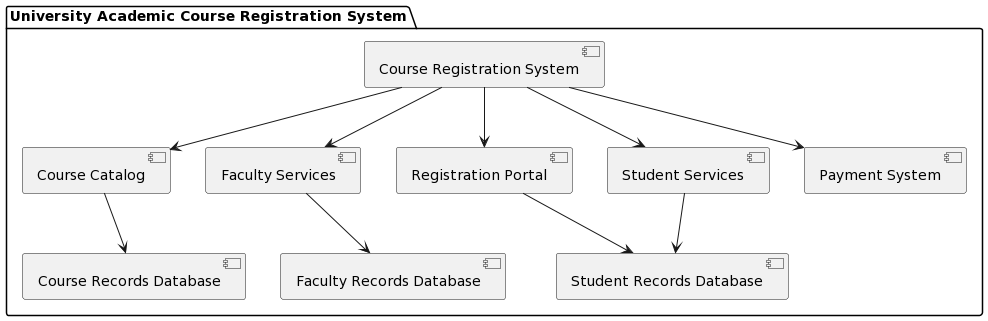 University Academic Course Registration System
Course Registration System
Course Catalog
Faculty Services
Registration Portal
Student Services
Payment System
Course Records Database
Faculty Records Database
Student Records Database